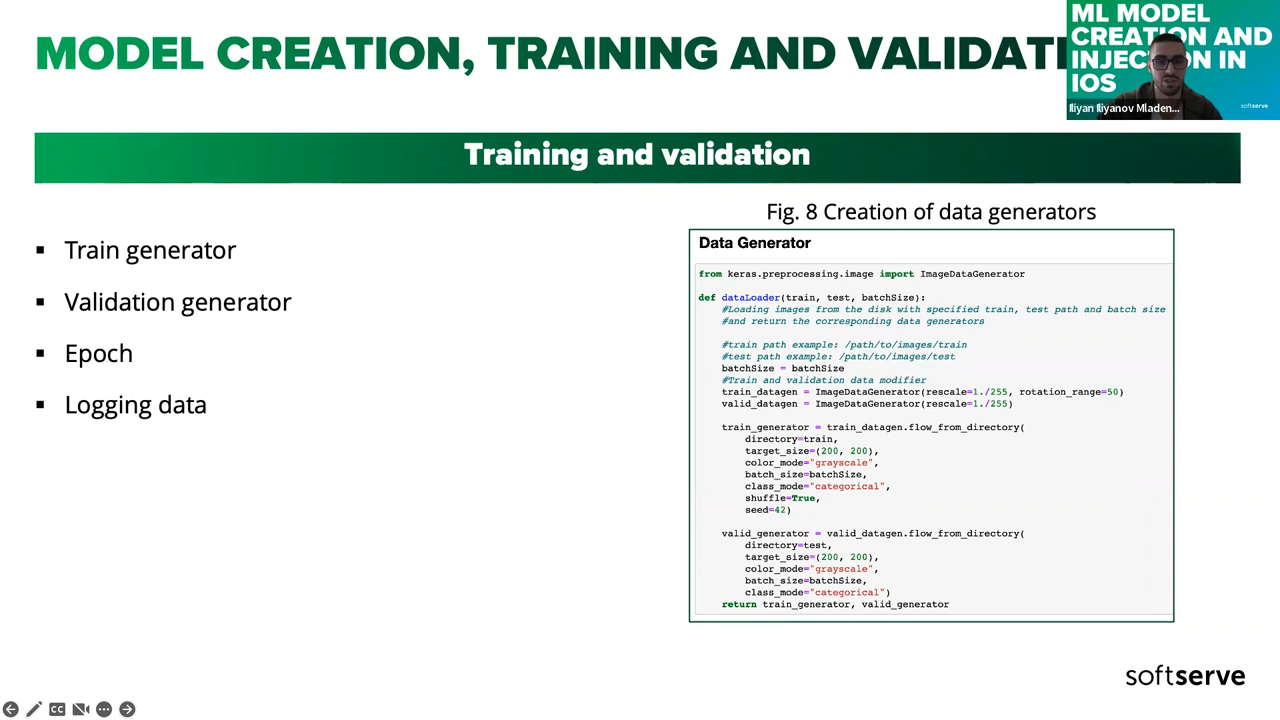 MODEL CREATION, TRAINING AND VALIDATI
ML MODEL
CREATION AND
INJECTION IN
IOS
Iliyan Iliyanov Mladen...
softserve
Training and validation
▪ Train generator
▪ Validation generator
▪ Epoch
▪ Logging data
Fig. 8 Creation of data generators
Data Generator
from keras.preprocessing.image import ImageDataGenerator
def dataLoader(train, test, batchSize):
#Loading images from the disk with specified train, test path and batch size
#and return the corresponding data generators
#train path example: /path/to/images/train
#test path example: /path/to/images/test
batchSize = batchSize
#Train and validation data modifier
train_datagen = ImageDataGenerator(rescale=1./255, rotation_range=50)
valid_datagen = ImageDataGenerator(rescale=1./255)
train_generator = train_datagen.flow_from_directory(
directory=train,
target_size=(200, 200),
color_mode="grayscale",
batch_size=batchSize,
class_mode="categorical",
shuffle=True,
seed=42)
valid_generator = valid_datagen.flow_from_directory(
directory=test,
target_size=(200, 200),
color_mode="grayscale",
batch_size=batchSize,
class_mode="categorical")
return train_generator, valid_generator
softserve
CC